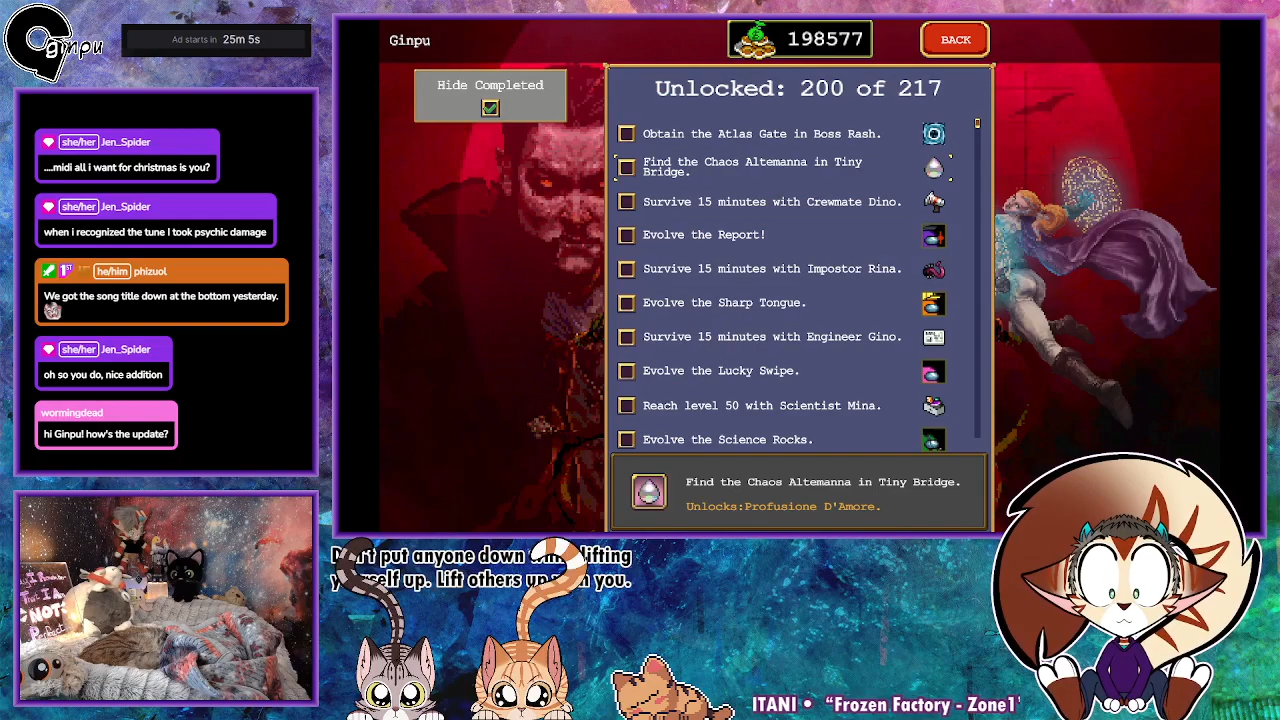 Ginpu
Ad starts in 25m 5s
she/her Jen_Spider
....midi all i want for christmas is you?
she/her Jen_Spider
when i recognized the tune I took psychic damage
1ST he/him phizuol
We got the song title down at the bottom yesterday.
she/her Jen_Spider
oh so you do, nice addition
wormingdead
hi Ginpu! how's the update?
Ginpu
198577
BACK
Hide Completed
Unlocked: 200 of 217
Obtain the Atlas Gate in Boss Rash.
Find the Chaos Altemanna in Tiny
Bridge.
Survive 15 minutes with Crewmate Dino.
Evolve the Report!
Survive 15 minutes with Impostor Rina.
Evolve the Sharp Tongue.
Survive 15 minutes with Engineer Gino.
Evolve the Lucky Swipe.
Reach level 50 with Scientist Mina.
Evolve the Science Rocks.
Find the Chaos Altemanna in Tiny Bridge.
Unlocks:Profusione D'Amore.
NOT
Perfect
put anyone down lifting
up. Lift others up you.
ITANI • “Frozen Factory - Zone1'